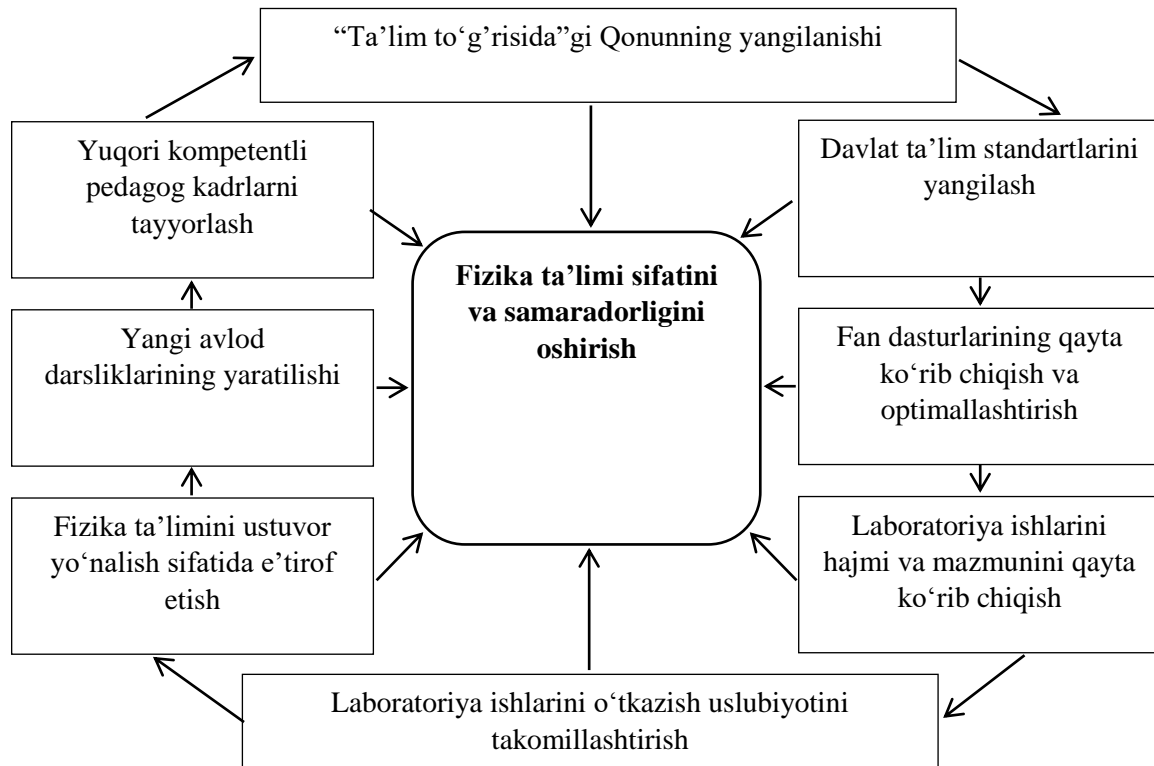 “Ta’lim to‘g’risida”gi Qonunning yangilanishi
Yuqori kompetentli
pedagog kadrlarni
tayyorlash
Davlat ta’lim standartlarini
yangilash
Fizika ta’limi sifatini
va samaradorligini
oshirish
Yangi avlod
darsliklarining yaratilishi
Fan dasturlarining qayta
ko‘rib chiqish va
optimallashtirish
Fizika ta’limini ustuvor
yo‘nalish sifatida e’tirof
etish
Laboratoriya ishlarini
hajmi va mazmunini qayta
ko‘rib chiqish
Laboratoriya ishlarini o‘tkazish uslubiyotini
takomillashtirish